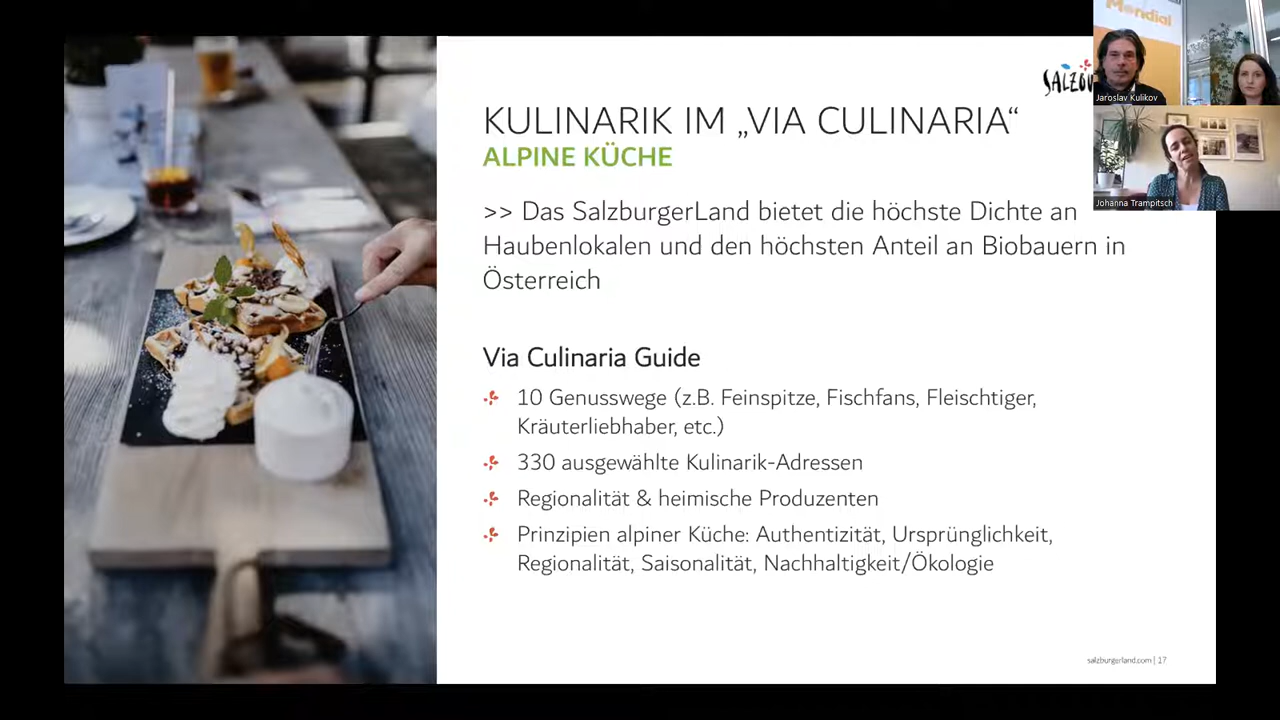 Mondial
SALZBU
Jaroslav Kulikov
Johanna Trampitsch
KULINARIK IM „VIA CULINARIA“
ALPINE KÜCHE
>> Das SalzburgerLand bietet die höchste Dichte an
Haubenlokalen und den höchsten Anteil an Biobauern in
Österreich
Via Culinaria Guide
10 Genusswege (z.B. Feinspitze, Fischfans, Fleischtiger,
Kräuterliebhaber, etc.)
330 ausgewählte Kulinarik-Adressen
Regionalität & heimische Produzenten
Prinzipien alpiner Küche: Authentizität, Ursprünglichkeit,
Regionalität, Saisonalität, Nachhaltigkeit/Ökologie
salzburgerland.com | 17